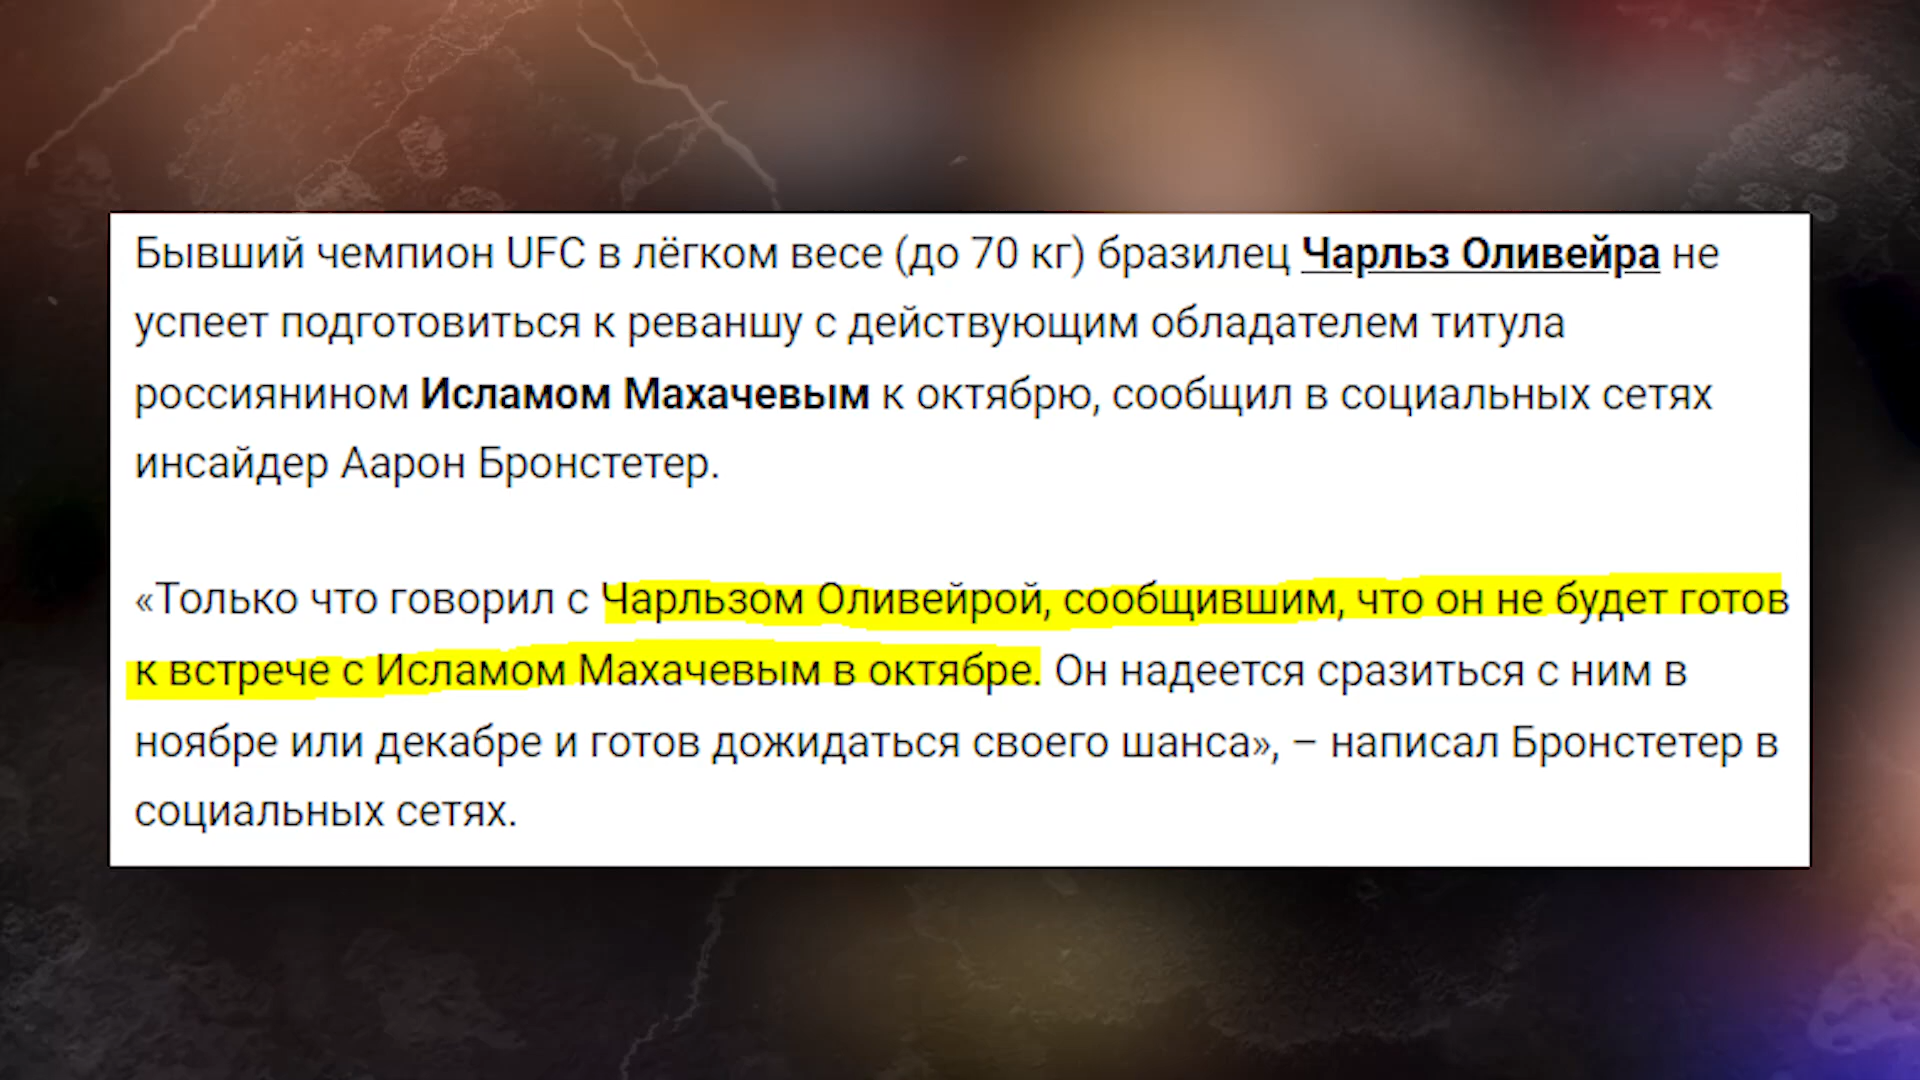 Бывший чемпион UFC в лёгком весе (до 70 кг) бразилец Чарльз Оливейра не
успеет подготовиться к реваншу с действующим обладателем титула
россиянином Исламом Махачевым к октябрю, сообщил в социальных сетях
инсайдер Аарон Бронстетер.
«Только что говорил с Чарльзом Оливейрой, сообщившим, что он не будет готов
к встрече с Исламом Махачевым в октябре. Он надеется сразиться с ним в
ноябре или декабре и готов дожидаться своего шанса», – написал Бронстетер в
социальных сетях.